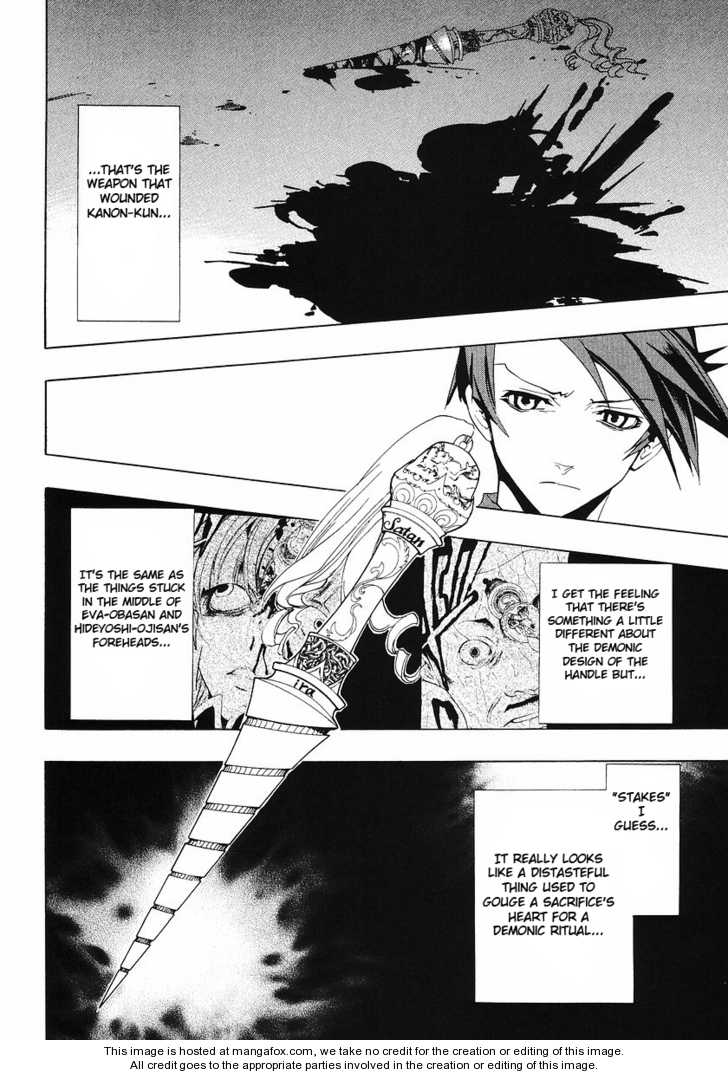 ...THAT'S THE
WEAPON THAT
WOUNDED
KANON-KUN...
Satan
ira
I GET THE FEELING
THAT THERE'S
SOMETHING A LITTLE
DIFFERENT ABOUT
THE DEMONIC
DESIGN OF THE
HANDLE BUT...
IT'S THE SAME AS
THE THINGS STUCK
IN THE MIDDLE OF
EVA-OBASAN AND
HIDEYOSHI-OJISAN'S
FOREHEADS...
"STAKES"
I
GUESS...
IT REALLY LOOKS
LIKE A DISTASTEFUL
THING USED TO
GOUGE A SACRIFICE'S
HEART FOR A
DEMONIC RITUAL...
This image is hosted at mangafox.com, we take no credit for the creation or editing of this image.
All credit goes to the appropriate parties involved in the creation or editing of this image.